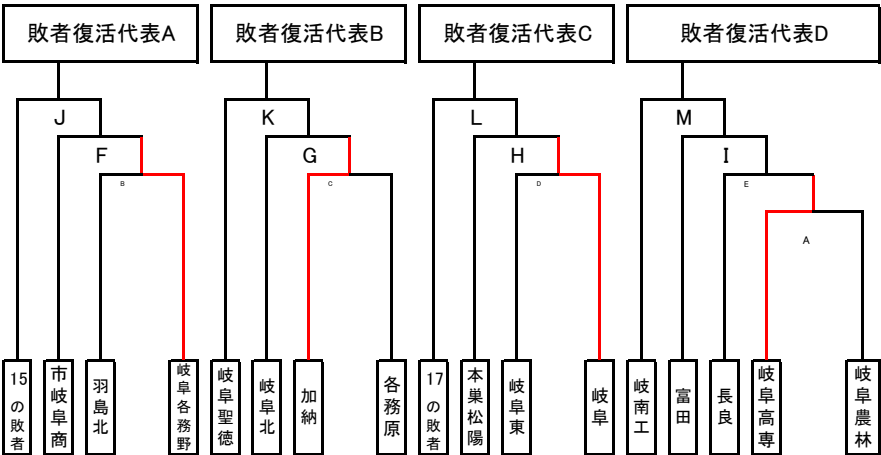 敗者復活代表A
敗者復活代表B
敗者復活代表C
敗者復活代表D
J
K
L
M
F
G
H
I
B
C
D
E
A
15の敗者
市岐阜商
羽島北
岐阜各務野
岐阜聖徳
岐阜北
加納
各務原
17の敗者
本巣松陽
岐阜東
岐阜
岐南工
富田
長良
岐阜高専
岐阜農林